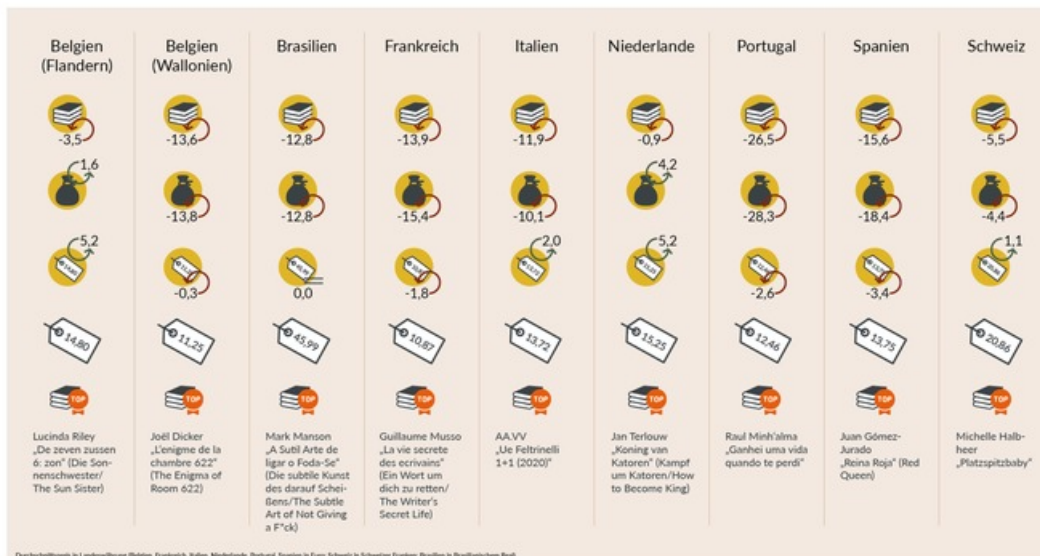 Belgien
(Flandern)
Belgien
(Wallonien)
Brasilien
Frankreich
Italien
Niederlande
Portugal
Spanien
Schweiz
-3,5
-13,6
-12,8
-13,9
-11,9
-0,9
-26,5
-15,6
-5,5
1,6
-13,8
-12,8
-15,4
-10,1
4,2
-28,3
-18,4
-4,4
5,2
-0,3
0,0
-1,8
2,0
5,2
-2,6
-3,4
1,1
14,80
11,25
45,99
10,87
13,72
15,25
12,46
13,75
20,86
TOP
TOP
TOP
TOP
TOP
TOP
TOP
TOP
TOP
Lucinda Riley
„De zeven zussen
6: zon“ (Die Son-
nenschwester/
The Sun Sister)
Joël Dicker
„L'enigme de la
chambre 622“
(The Enigma of
Room 622)
Mark Manson
„A Sutil Arte de
ligar o Foda-Se“
(Die subtile Kunst
des darauf Schei-
ßens/The Subtle
Art of Not Giving
a F*ck)
Guillaume Musso
„La vie secrete
des ecrivains“
(Ein Wort um
dich zu retten/
The Writer's
Secret Life)
AA.VV
„Ue Feltrinelli
1+1 (2020)“
Jan Terlouw
„Koning van
Katoren“ (Kampf
um Katoren/How
to Become King)
Raul Minh'alma
„Ganhei uma vida
quando te perdi“
Juan Gómez-
Jurado
„Reina Roja“ (Red
Queen)
Michelle Halb-
heer
„Platzspitzbaby“